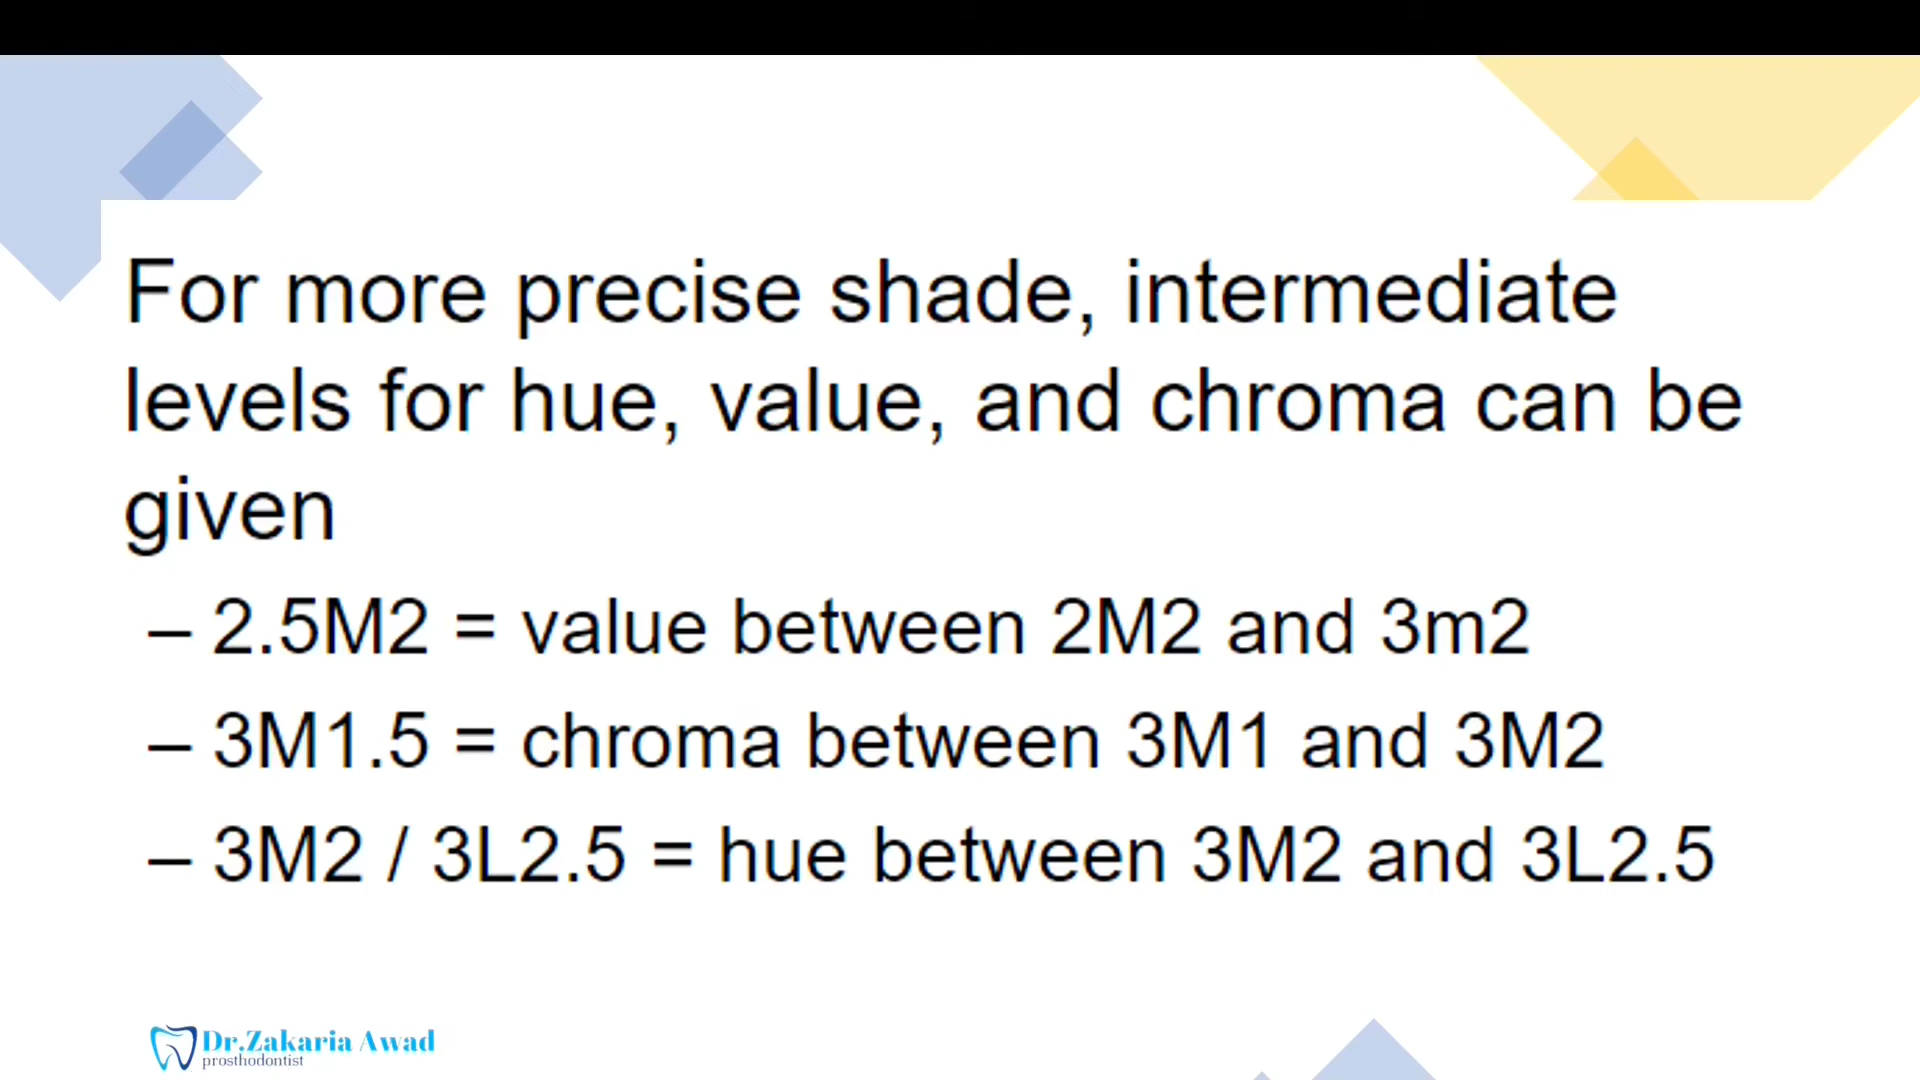 For more precise shade, intermediate
levels for hue, value, and chroma can be
given
– 2.5M2 = value between 2M2 and 3m2
– 3M1.5 = chroma between 3M1 and 3M2
– 3M2 / 3L2.5 = hue between 3M2 and 3L2.5
Dr.Zakaria Awad
prosthodontist